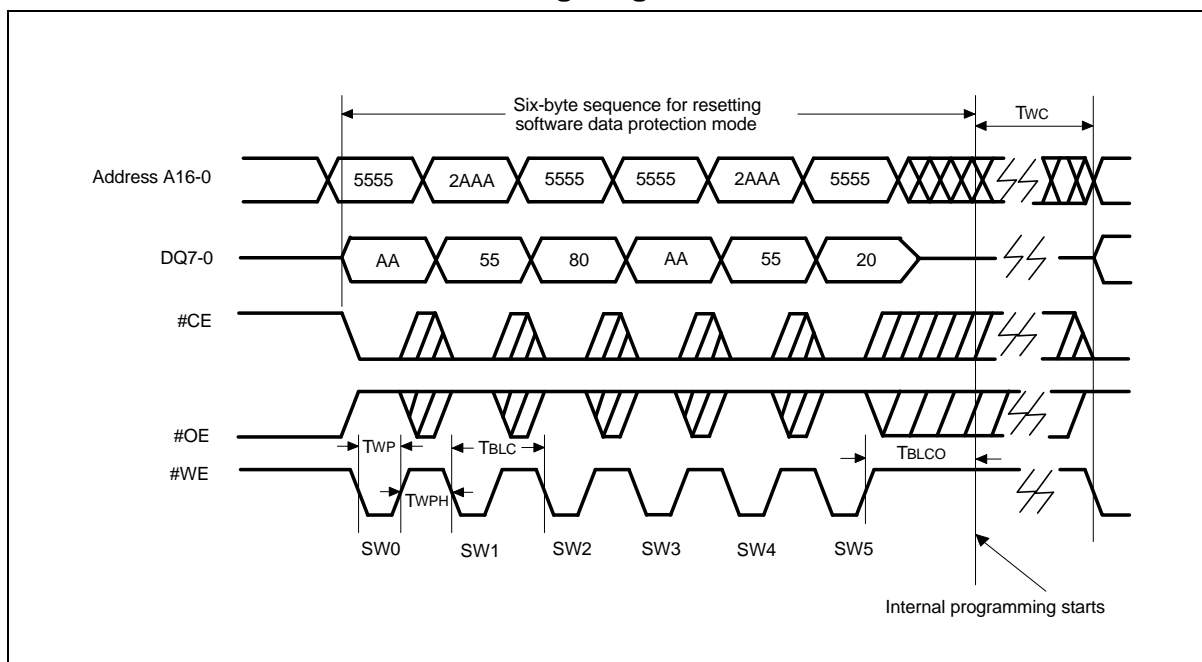 Six-byte sequence for resetting
software data protection mode
TWC
Address A16-0
5555 2AAA 5555 5555 2AAA 5555
DQ7-0
AA 55 80 AA 55 20
#CE
#OE
TWP TBLC TBLCO
#WE
TWPH
SW0 SW1 SW2 SW3 SW4 SW5
Internal programming starts